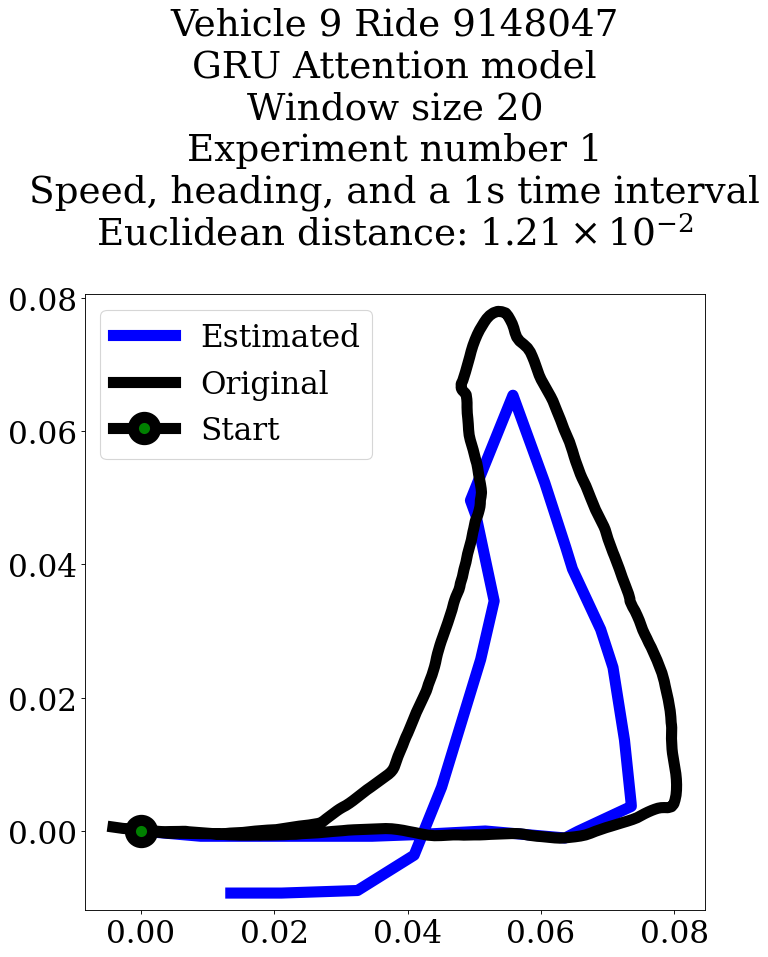 Vehicle 9 Ride 9148047
GRU Attention model
Window size 20
Experiment number 1
Speed, heading, and a 1s time interval
Euclidean distance: 1.21 × 10⁻²
0.08
0.06
0.04
0.02
0.00
Estimated
Original
Start
0.00 0.02 0.04 0.06 0.08